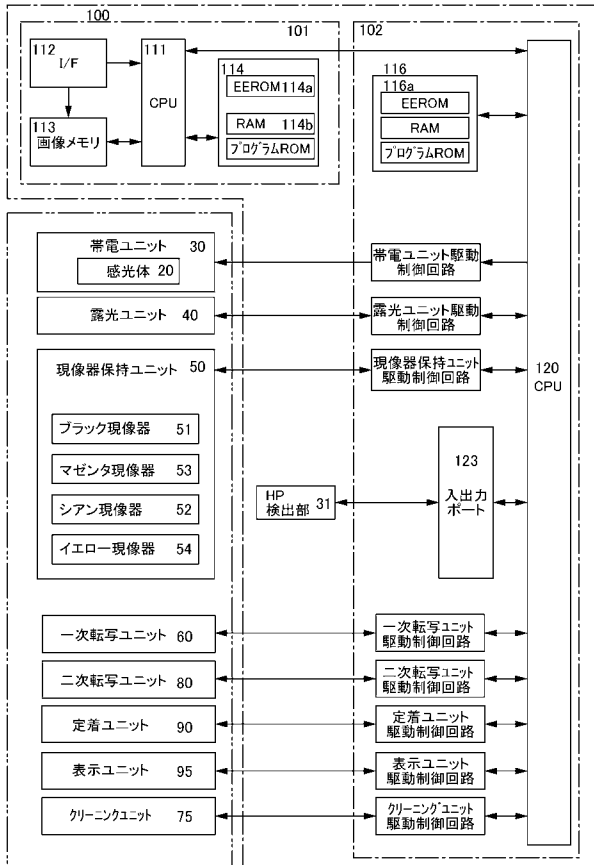 100
101
102
112
I/F
111
CPU
113
画像メモリ
114
EEROM114a
RAM 114b
プログラムROM
116
116a
EEROM
RAM
プログラムROM
帯電ユニット 30
感光体 20
帯電ユニット駆動
制御回路
露光ユニット 40
露光ユニット駆動
制御回路
現像器保持ユニット 50
現像器保持ユニット
駆動制御回路
120
CPU
ブラック現像器 51
マゼンタ現像器 53
シアン現像器 52
イエロー現像器 54
HP
検出部 31
123
入出力
ポート
一次転写ユニット 60
一次転写ユニット
駆動制御回路
二次転写ユニット 80
二次転写ユニット
駆動制御回路
定着ユニット 90
定着ユニット
駆動制御回路
表示ユニット 95
表示ユニット
駆動制御回路
クリーニングユニット 75
クリーニングユニット
駆動制御回路